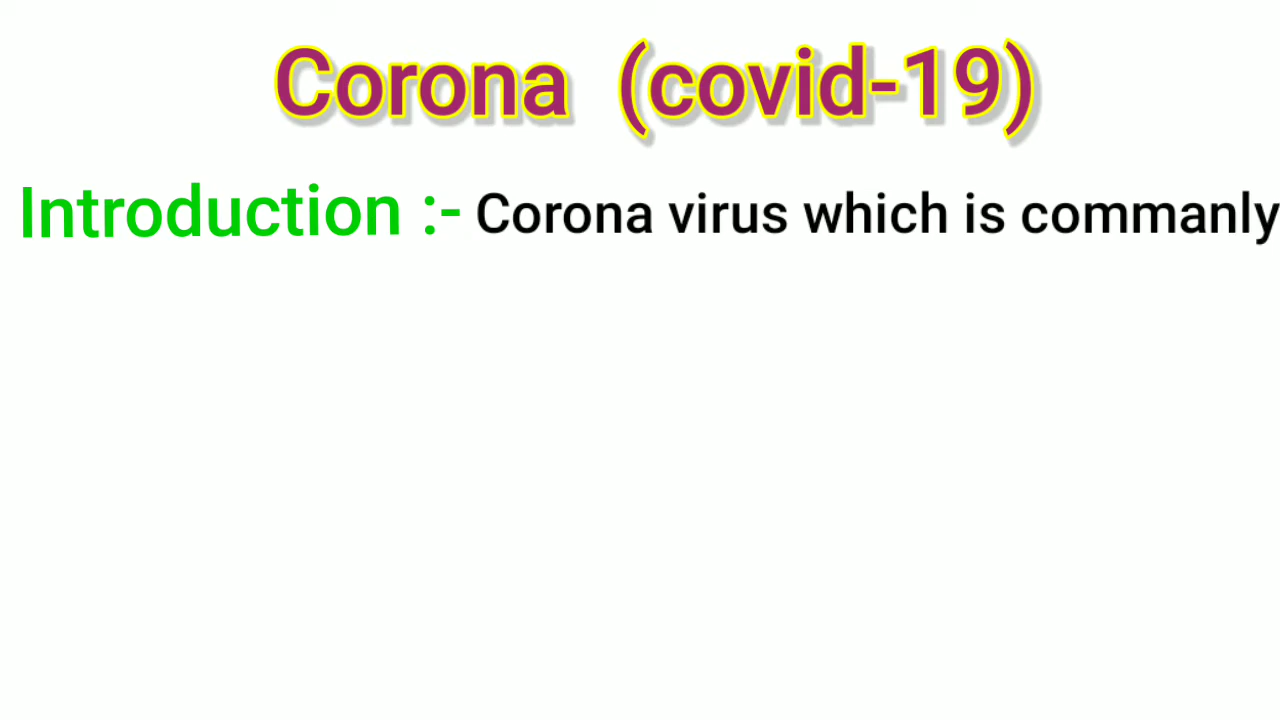 Corona (covid-19)
Introduction :- Corona virus which is commanly